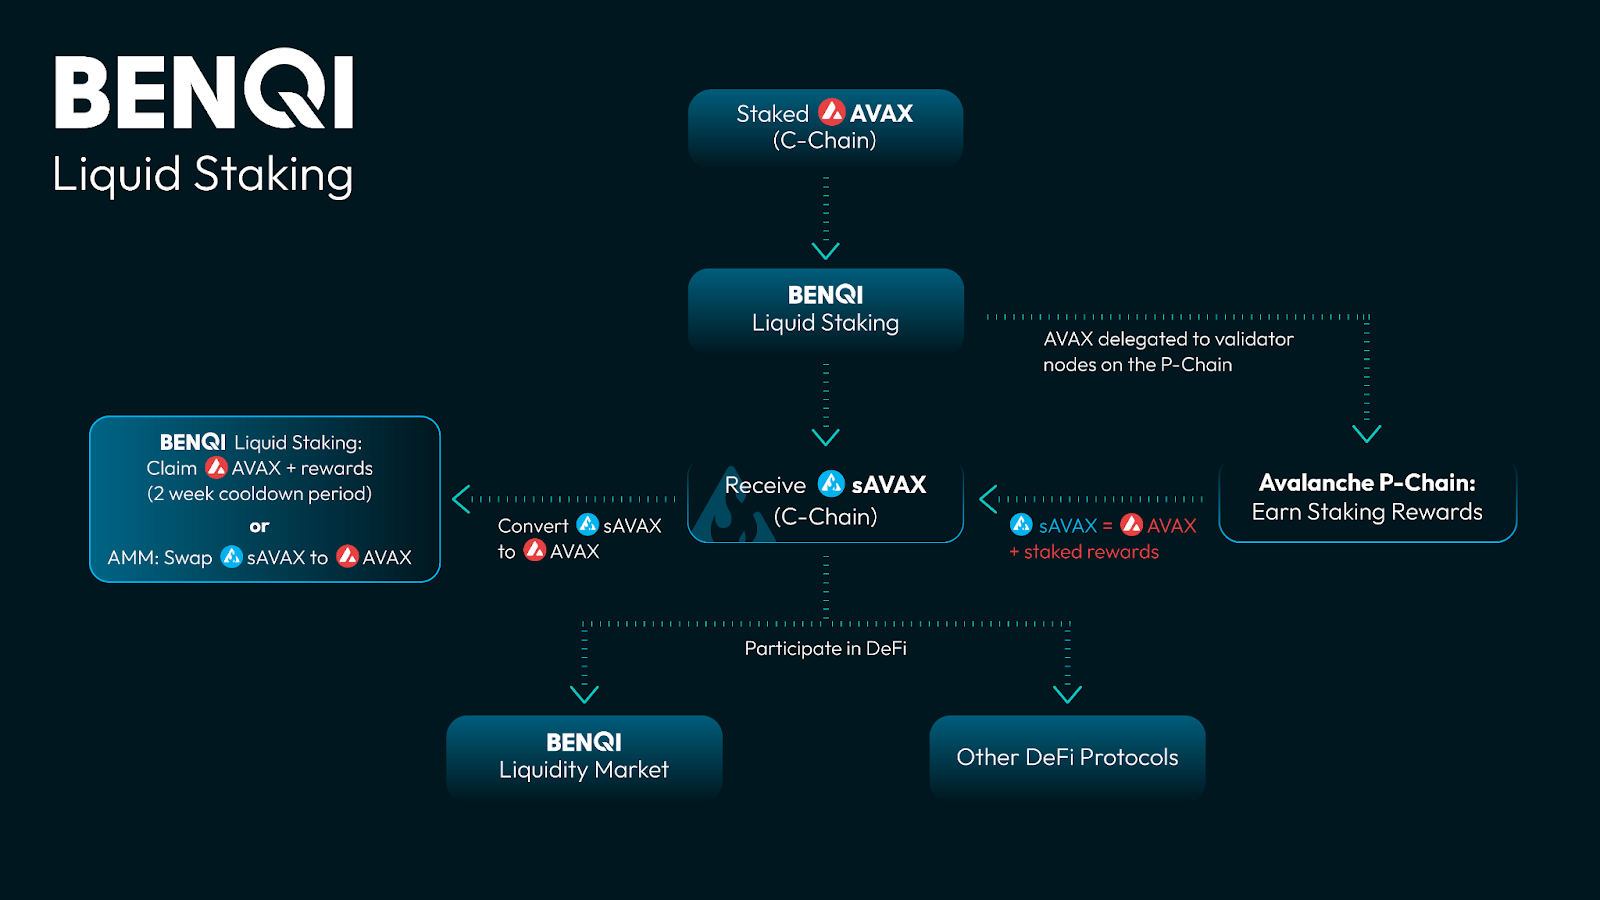 BENQI
Liquid Staking
Staked AVAX
(C-Chain)
BENQI
Liquid Staking
AVAX delegated to validator
nodes on the P-Chain
BENQI Liquid Staking:
Claim AVAX + rewards
(2 week cooldown period)
or
AMM: Swap sAVAX to AVAX
Convert sAVAX
to AVAX
Receive sAVAX
(C-Chain)
sAVAX = AVAX
+ staked rewards
Avalanche P-Chain:
Earn Staking Rewards
Participate in DeFi
BENQI
Liquidity Market
Other DeFi Protocols